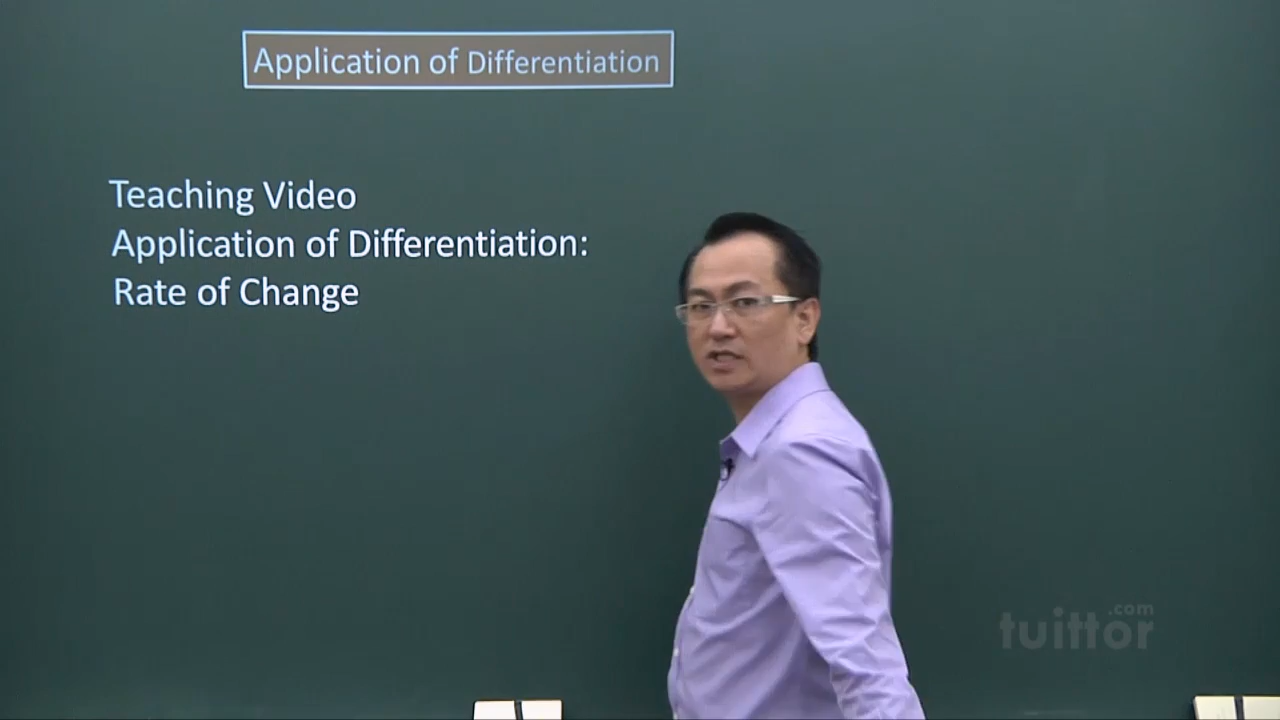 Application of Differentiation
Teaching Video
Application of Differentiation:
Rate of Change
tuittor.com